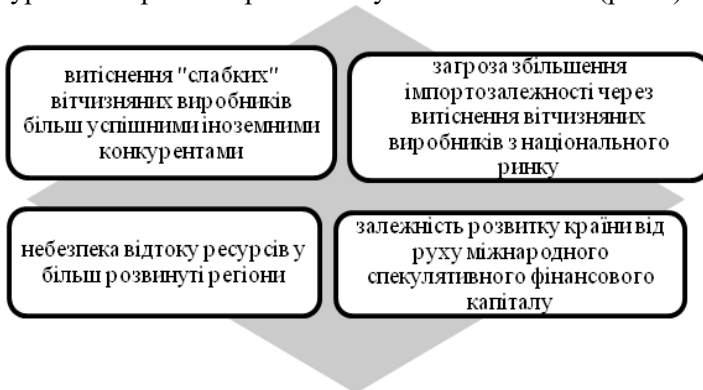 витіснення "слабких"
вітчизняних виробників
більш успішними іноземними
конкурентами
загроза збільшення
імпортозалежності через
витіснення вітчизняних
виробників з національного
ринку
небезпека відтоку ресурсів у
більш розвинуті регіони
залежність розвитку країни від
руху міжнародного
спекулятивного фінансового
капіталу